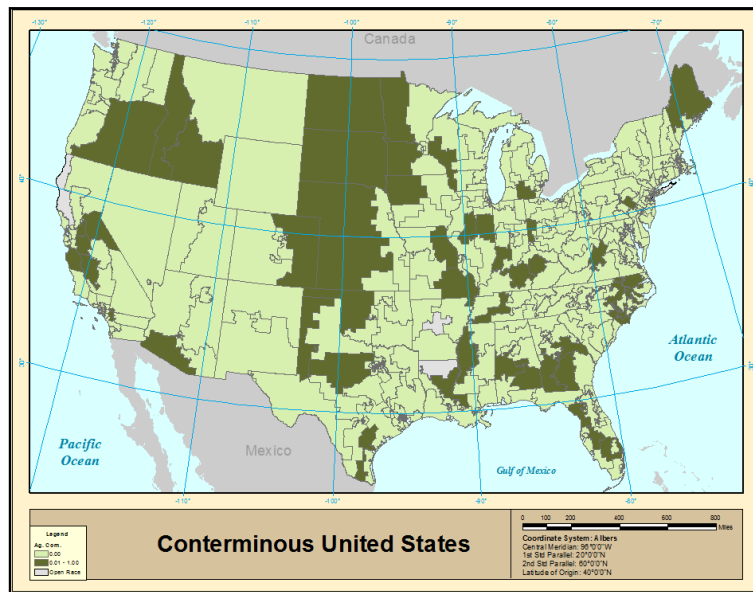 -130°
-120°
-110°
-100°
-90°
-80°
-70°
Canada
40°
40°
30°
30°
Atlantic
Ocean
Pacific
Ocean
Mexico
Gulf of Mexico
-110°
-100°
-90°
-80°
Legend
Ag. Com.
0.00
0.01 - 1.00
Open Race
Conterminous United States
0 100 200 400 600 800
Miles
Coordinate System: Albers
Central Meridian: 96°0'0"W
1st Std Parallel: 20°0'0"N
2nd Std Parallel: 60°0'0"N
Latitude of Origin: 40°0'0"N